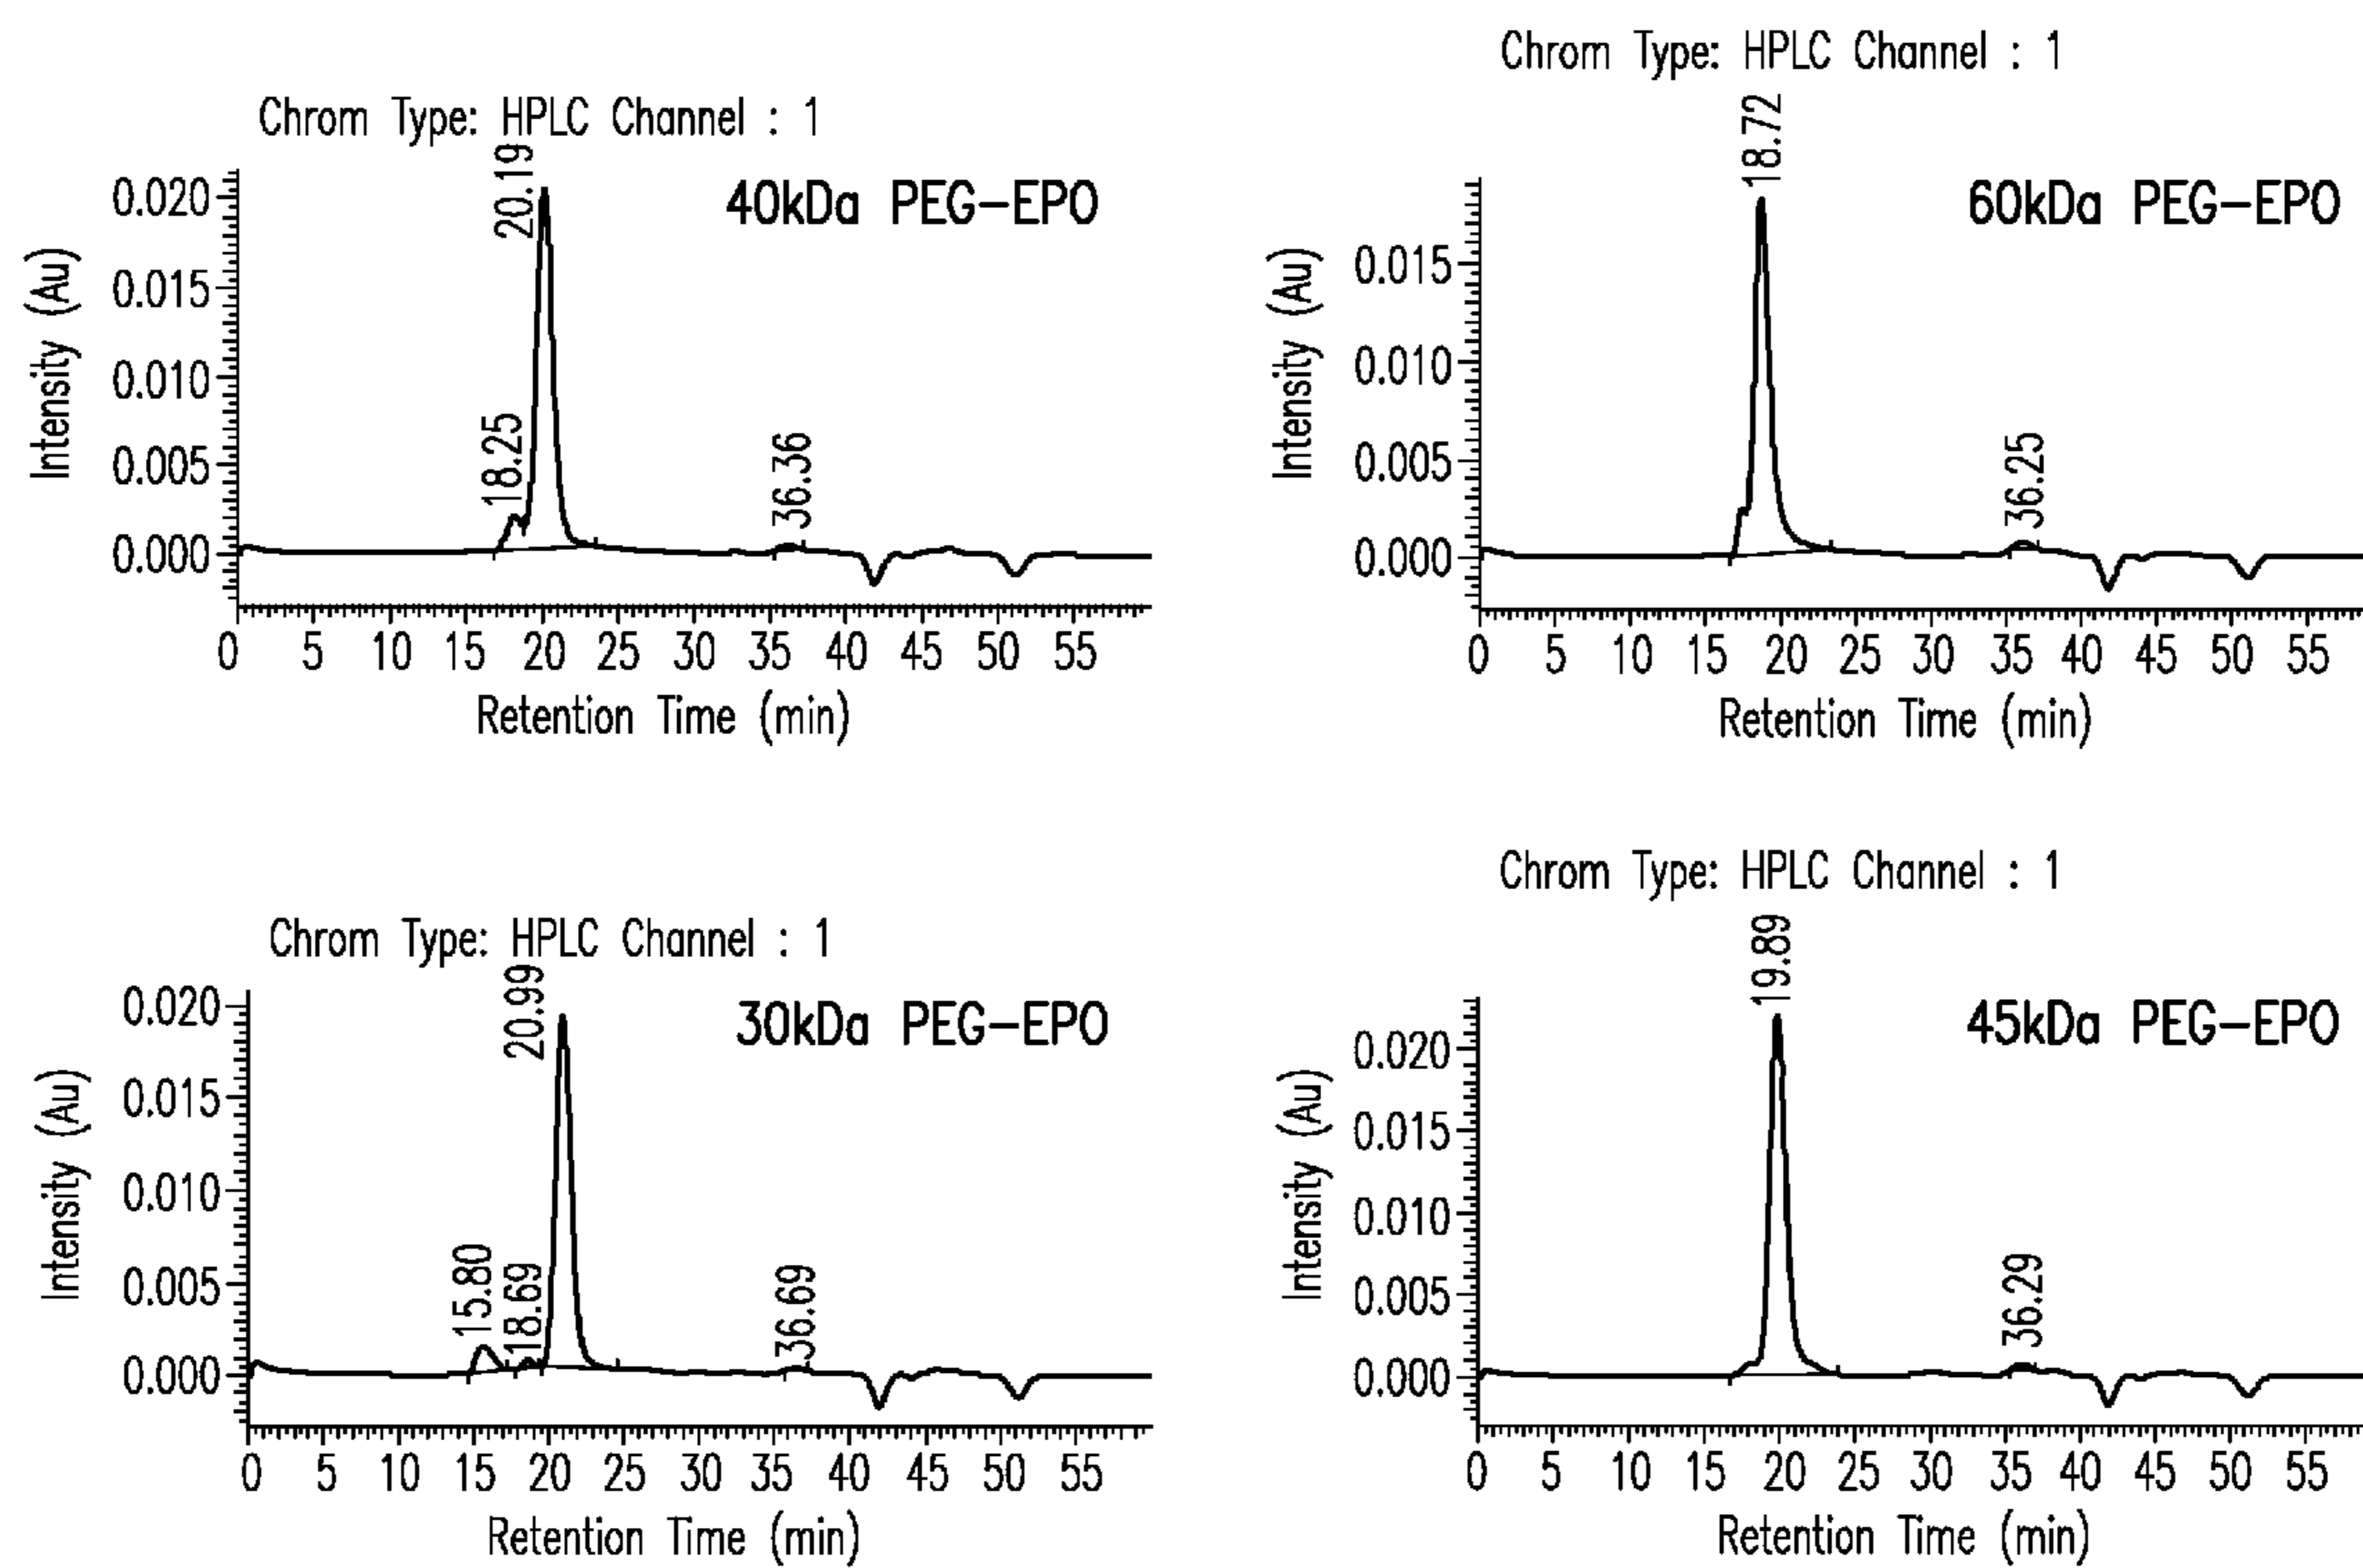 Chrom Type: HPLC Channel : 1
40kDa PEG-EPO
Intensity (Au)
0.020
0.015
0.010
0.005
0.000
18.25
20.19
36.36
0 5 10 15 20 25 30 35 40 45 50 55
Retention Time (min)
Chrom Type: HPLC Channel : 1
60kDa PEG-EPO
Intensity (Au)
0.015
0.010
0.005
0.000
18.72
36.25
0 5 10 15 20 25 30 35 40 45 50 55
Retention Time (min)
Chrom Type: HPLC Channel : 1
30kDa PEG-EPO
Intensity (Au)
0.020
0.015
0.010
0.005
0.000
15.80
18.69
20.99
36.69
0 5 10 15 20 25 30 35 40 45 50 55
Retention Time (min)
Chrom Type: HPLC Channel : 1
45kDa PEG-EPO
Intensity (Au)
0.020
0.015
0.010
0.005
0.000
19.89
36.29
0 5 10 15 20 25 30 35 40 45 50 55
Retention Time (min)